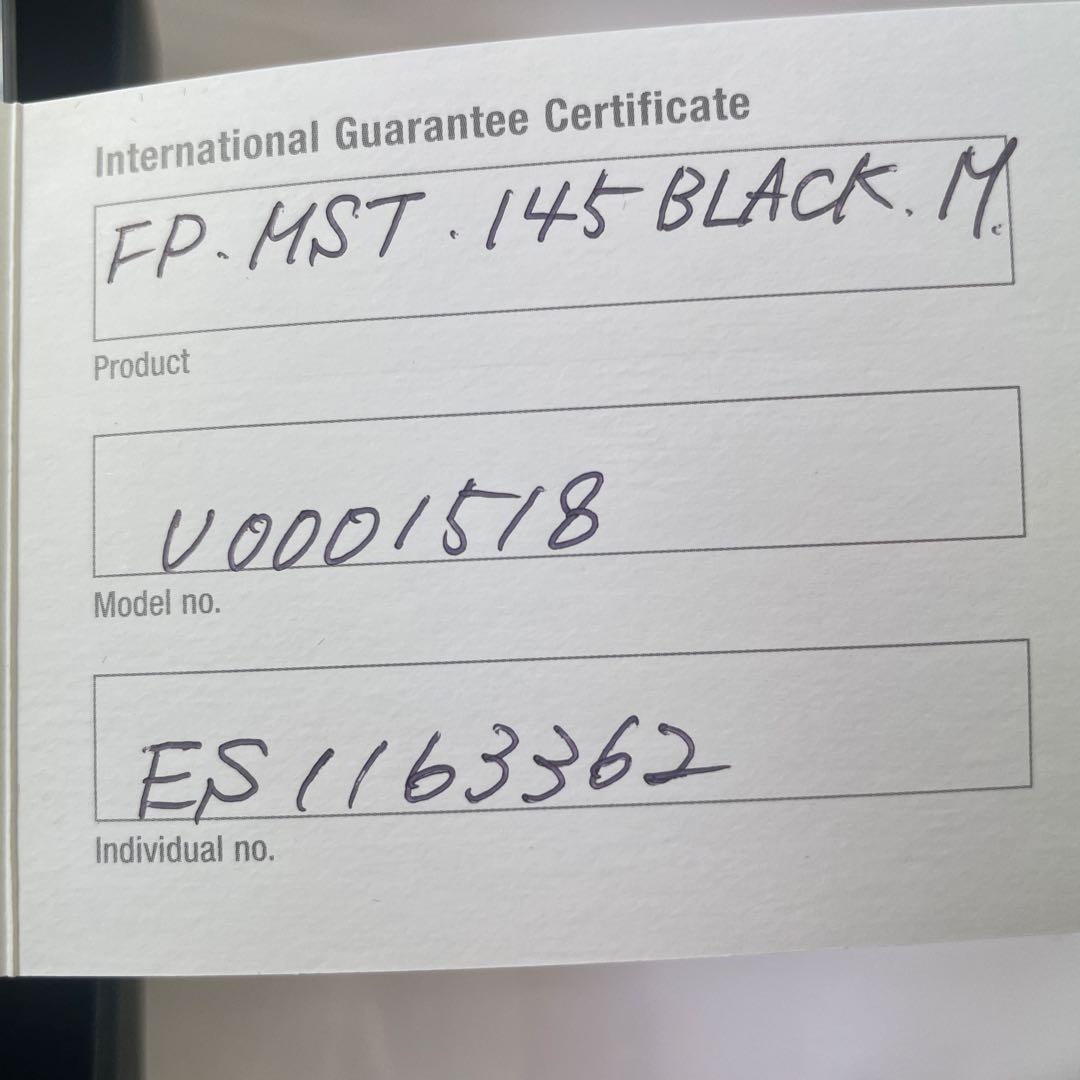 International Guarantee Certificate
FP. MST. 145 BLACK. M.
Product
U0001518
Model no.
ES1163362
Individual no.